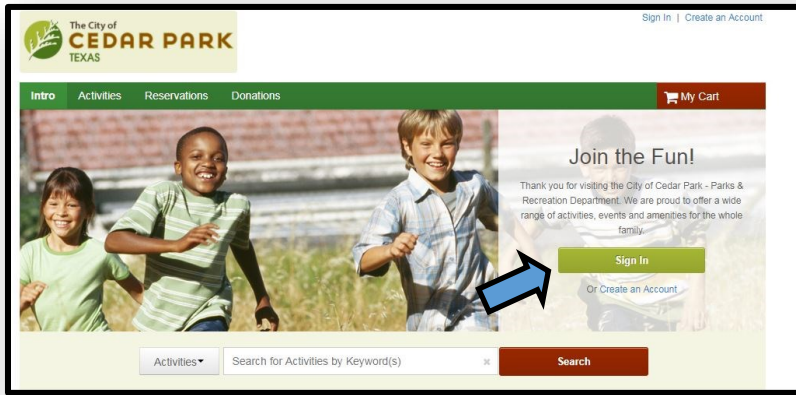 The City of
CEDAR PARK
TEXAS
Sign In | Create an Account
Intro Activities Reservations Donations My Cart
Join the Fun!
Thank you for visiting the City of Cedar Park - Parks &
Recreation Department. We are proud to offer a wide
range of activities, events and amenities for the whole
family.
Sign In
Or Create an Account
Activities Search for Activities by Keyword(s) × Search